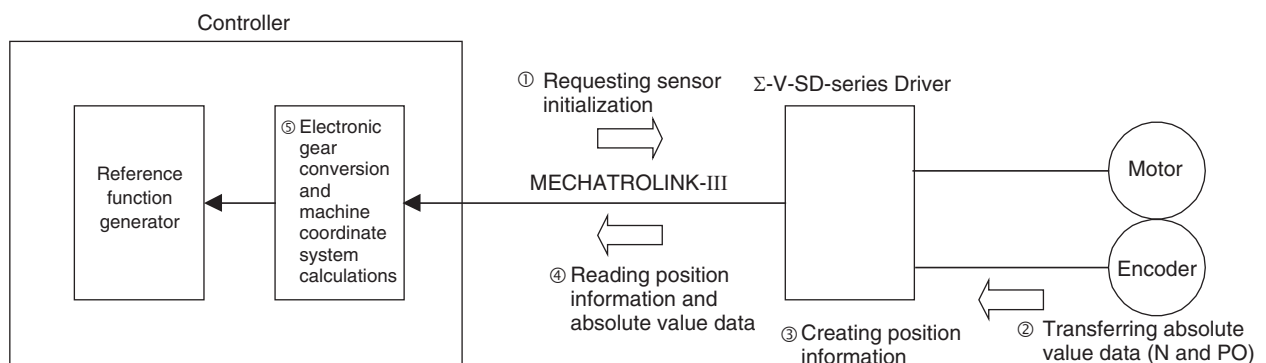 Controller
① Requesting sensor
initialization
Σ-V-SD-series Driver
Reference
function
generator
⑤ Electronic
gear
conversion
and
machine
coordinate
system
calculations
MECHATROLINK-III
④ Reading position
information and
absolute value data
Motor
Encoder
③ Creating position
information
② Transferring absolute
value data (N and PO)